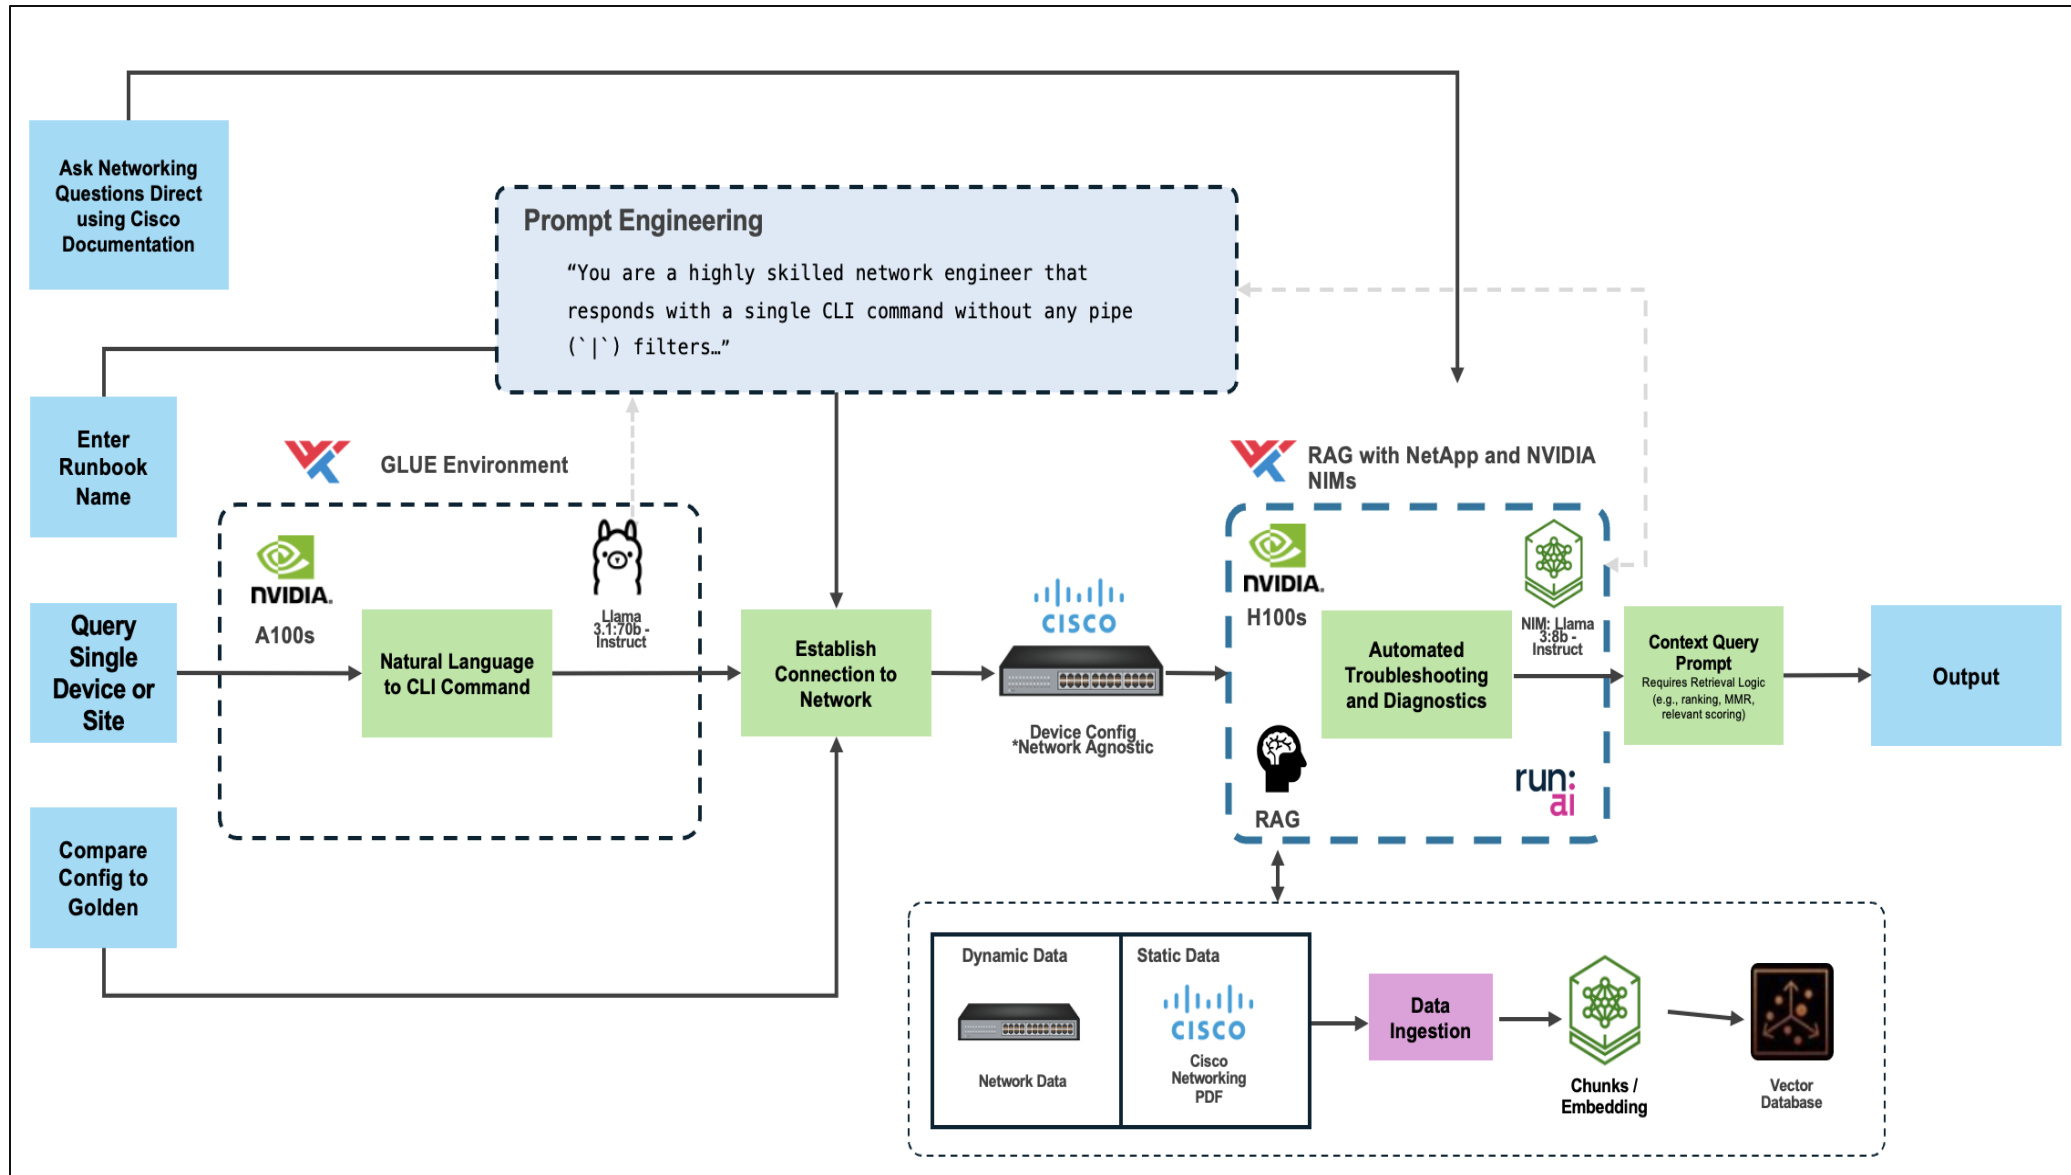 Ask Networking
Questions Direct
using Cisco
Documentation
Prompt Engineering
“You are a highly skilled network engineer that
responds with a single CLI command without any pipe
(`|`) filters…”
Enter
Runbook
Name
GLUE Environment
NVIDIA.
A100s
Llama
3.1:70b -
Instruct
Natural Language
to CLI Command
Query
Single
Device or
Site
Establish
Connection to
Network
CISCO
Device Config
*Network Agnostic
RAG with NetApp and NVIDIA
NIMs
NVIDIA.
H100s
NIM: Llama
3:8b -
Instruct
Automated
Troubleshooting
and Diagnostics
RAG
run:
ai
Context Query
Prompt
Requires Retrieval Logic
(e.g., ranking, MMR,
relevant scoring)
Output
Compare
Config to
Golden
Dynamic Data
Network Data
Static Data
CISCO
Cisco
Networking
PDF
Data
Ingestion
Chunks /
Embedding
Vector
Database